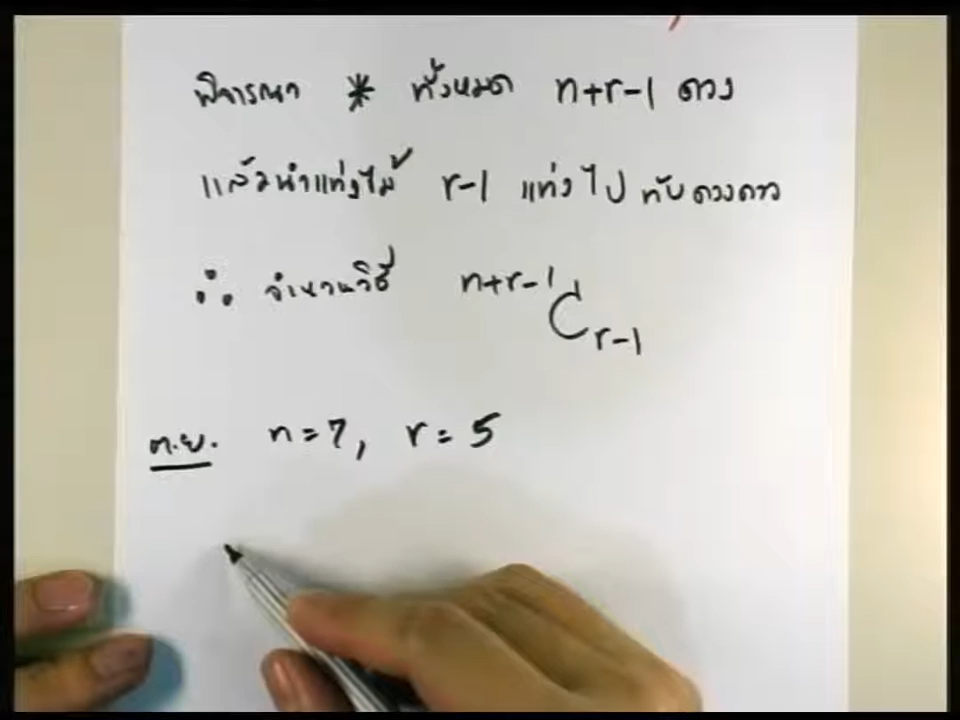 พิจารณา * ทั้งหมด n+r-1 ดวง
แล้วนำแท่งไม้ r-1 แท่งไป ทับดวงดาว
∴ จำนวนวิธี n+r-1Cr-1
ต.ย. n=7, r=5